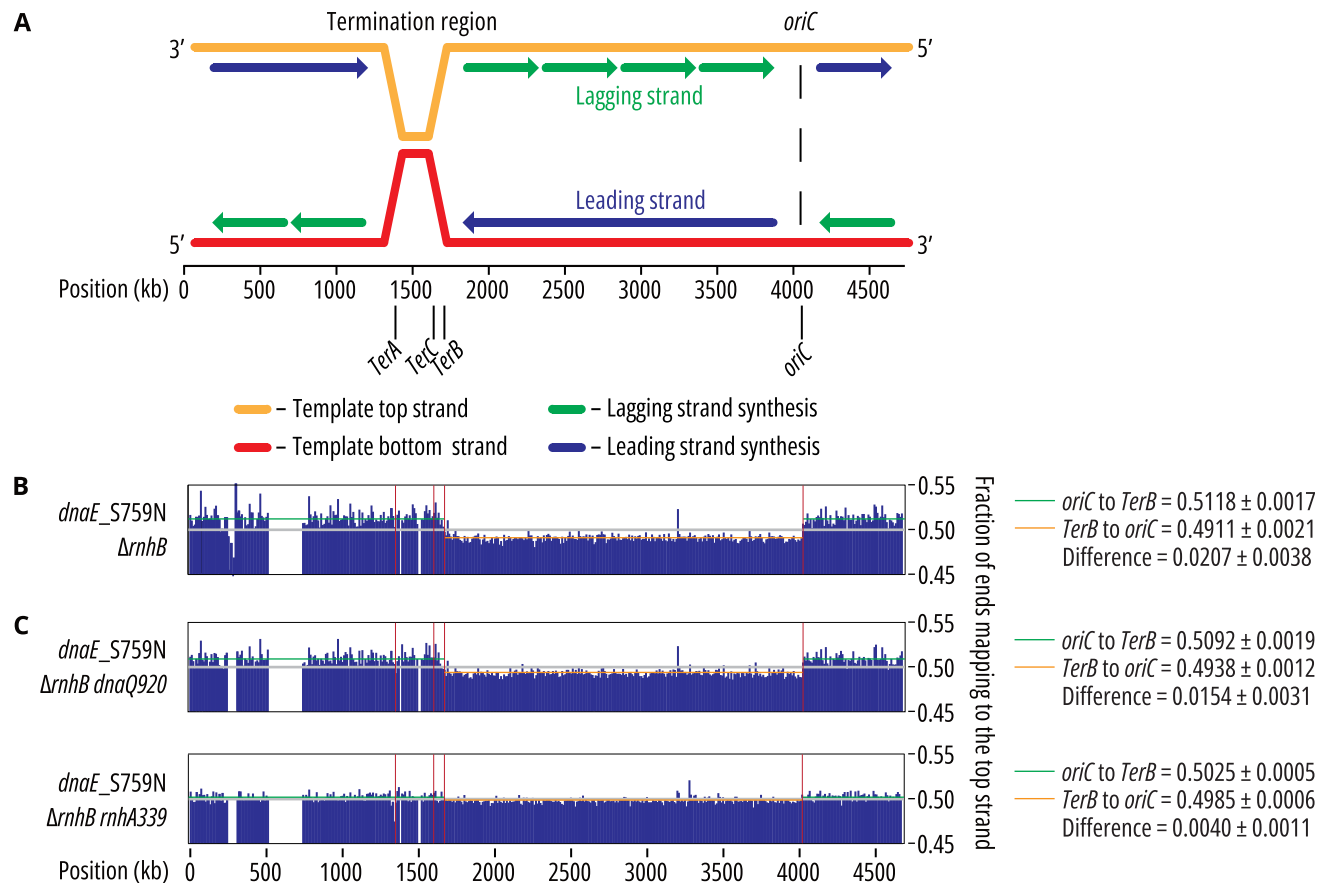 A
Termination region
oriC
3’
5’
Lagging strand
Leading strand
5’
3’
Position (kb) 0 500 1000 1500 2000 2500 3000 3500 4000 4500
TerA TerC TerB oriC
– Template top strand
– Lagging strand synthesis
– Template bottom strand
– Leading strand synthesis
B
dnaE_S759N
ΔrnhB
0.55
0.50
0.45
oriC to TerB = 0.5118 ± 0.0017
TerB to oriC = 0.4911 ± 0.0021
Difference = 0.0207 ± 0.0038
Fraction of ends mapping to the top strand
C
dnaE_S759N
ΔrnhB dnaQ920
0.55
0.50
0.45
oriC to TerB = 0.5092 ± 0.0019
TerB to oriC = 0.4938 ± 0.0012
Difference = 0.0154 ± 0.0031
dnaE_S759N
ΔrnhB rnhA339
0.55
0.50
0.45
oriC to TerB = 0.5025 ± 0.0005
TerB to oriC = 0.4985 ± 0.0006
Difference = 0.0040 ± 0.0011
Position (kb) 0 500 1000 1500 2000 2500 3000 3500 4000 4500